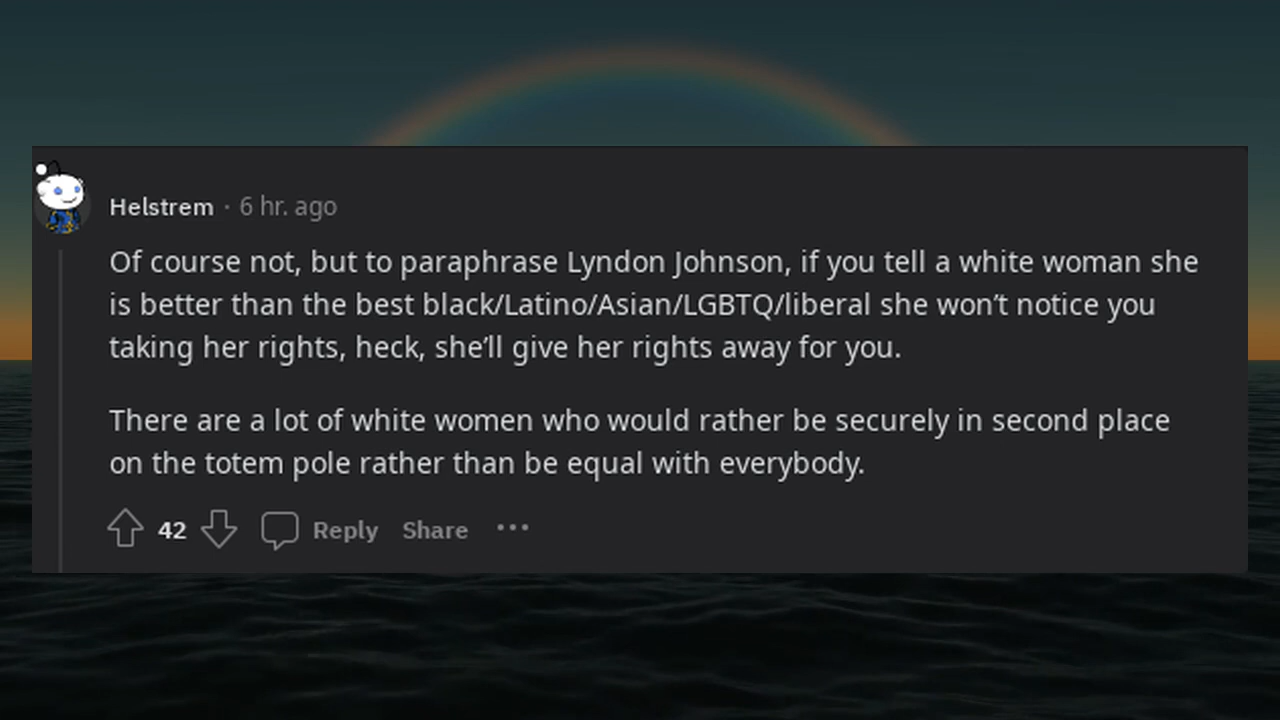 Helstrem · 6 hr. ago
Of course not, but to paraphrase Lyndon Johnson, if you tell a white woman she
is better than the best black/Latino/Asian/LGBTQ/liberal she won’t notice you
taking her rights, heck, she’ll give her rights away for you.
There are a lot of white women who would rather be securely in second place
on the totem pole rather than be equal with everybody.
42 Reply Share ···